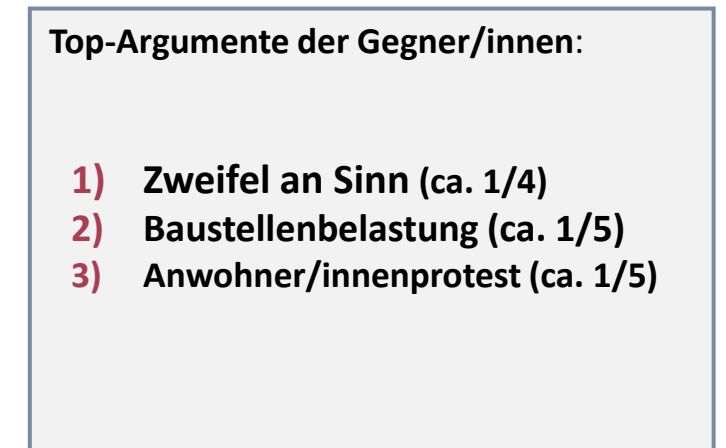 Top-Argumente der Gegner/innen:
1) Zweifel an Sinn (ca. 1/4)
2) Baustellenbelastung (ca. 1/5)
3) Anwohner/innenprotest (ca. 1/5)